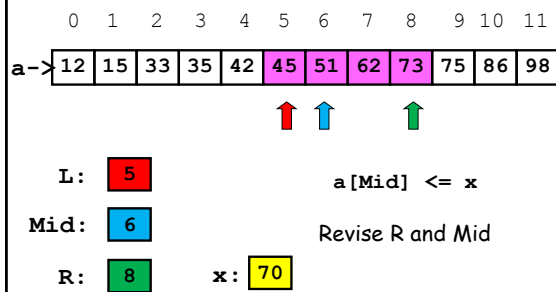 0 1 2 3 4 5 6 7 8 9 10 11
a-> 12 15 33 35 42 45 51 62 73 75 86 98
L: 5 a[Mid] <= x
Mid: 6 Revise R and Mid
R: 8 x: 70